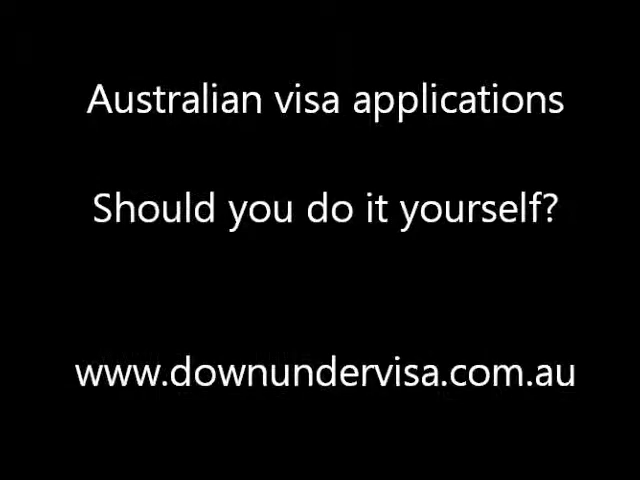 Australian visa applications
Should you do it yourself?
www.downundervisa.com.au